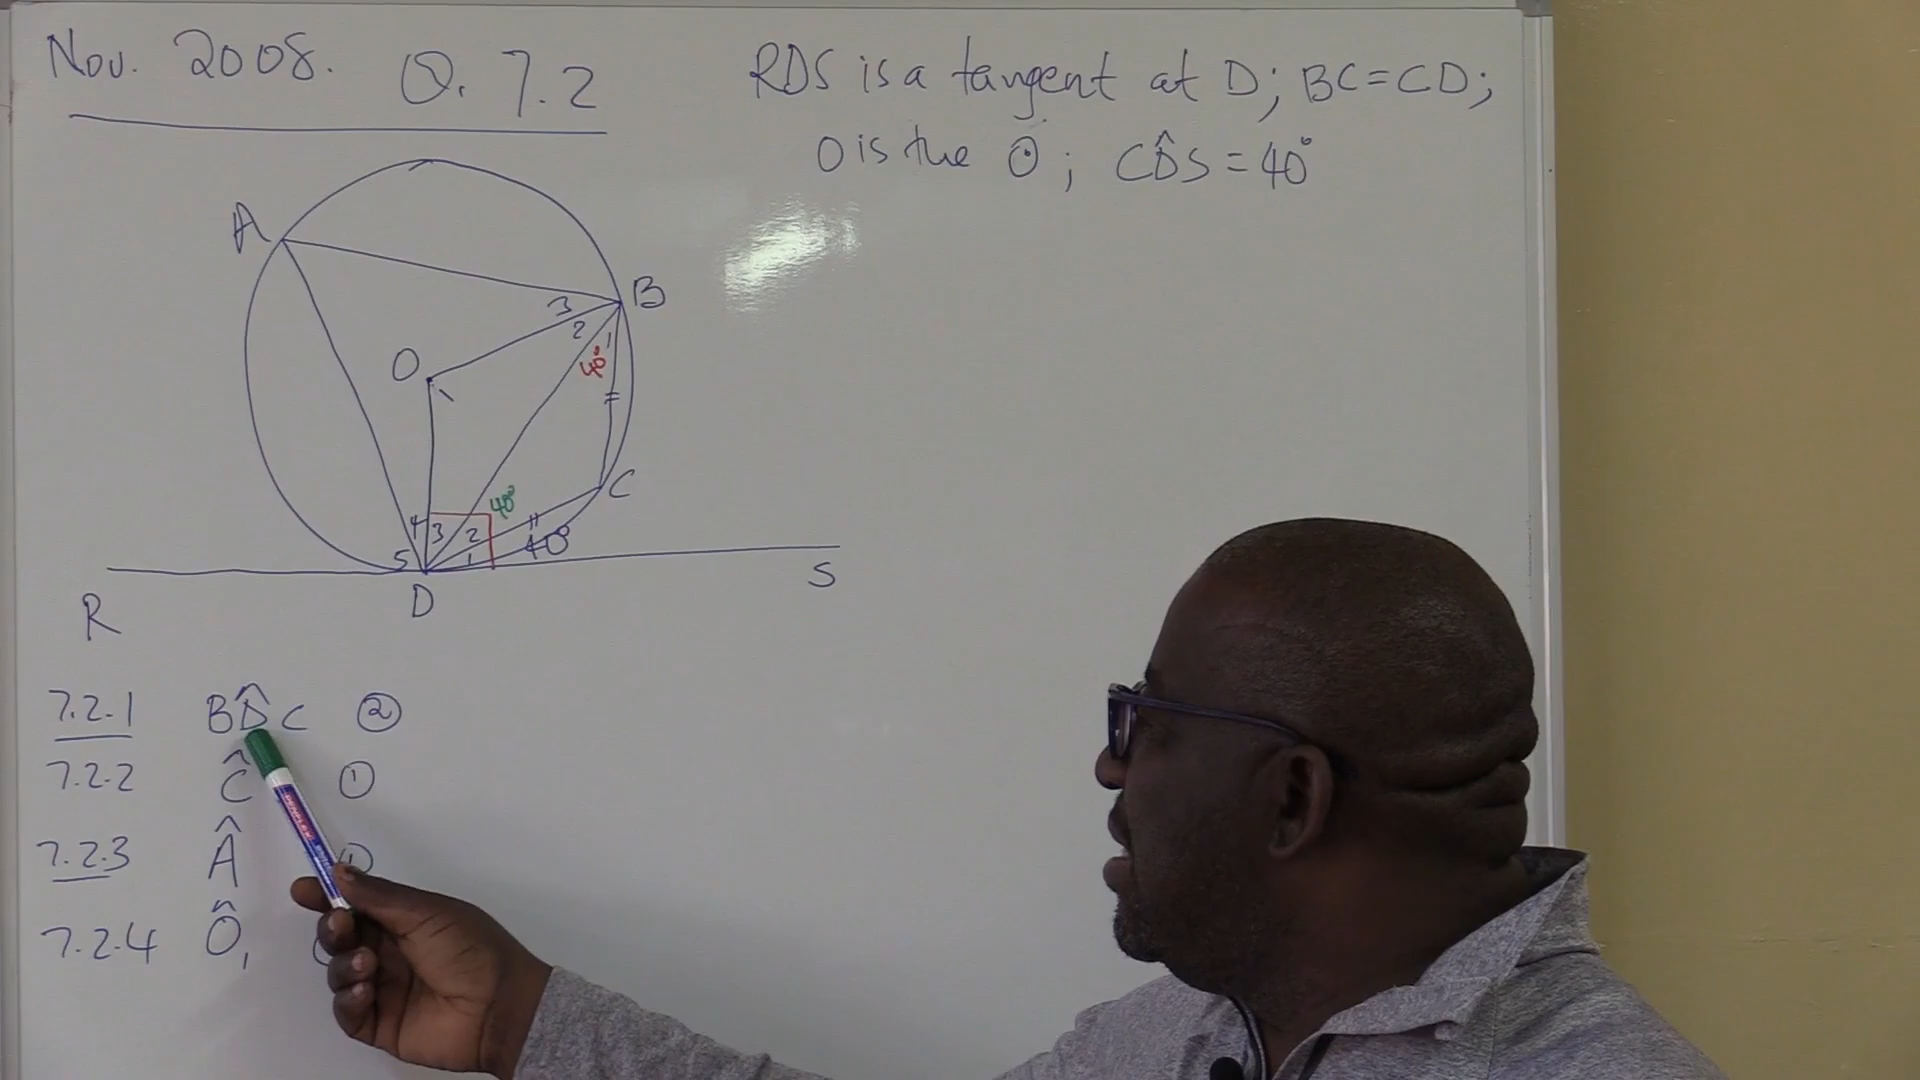 Nov. 2008. Q. 7.2
RDS is a tangent at D; BC = CD;
O is the ⊙; CD̂S = 40°
A
B
3
2
1
40°
O
C
40°
4
3
2
1
5
40°
R
D
S
7.2.1 BD̂C ②
7.2.2 Ĉ ①
7.2.3 Â ①
7.2.4 Ô₁